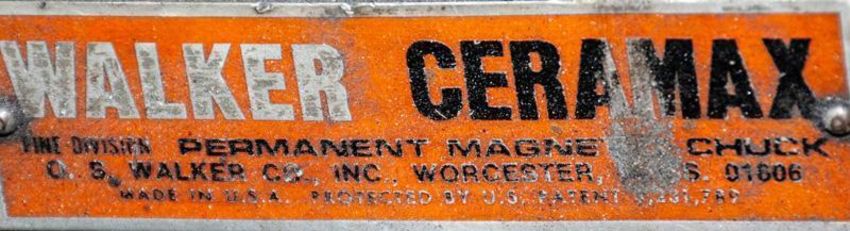 WALKER CERAMAX
FINE DIVISION PERMANENT MAGNE CHUCK
O. S. WALKER CO., INC., WORCESTER, S. 01606
MADE IN U.S.A. PROTECTED BY U.S. PATENT